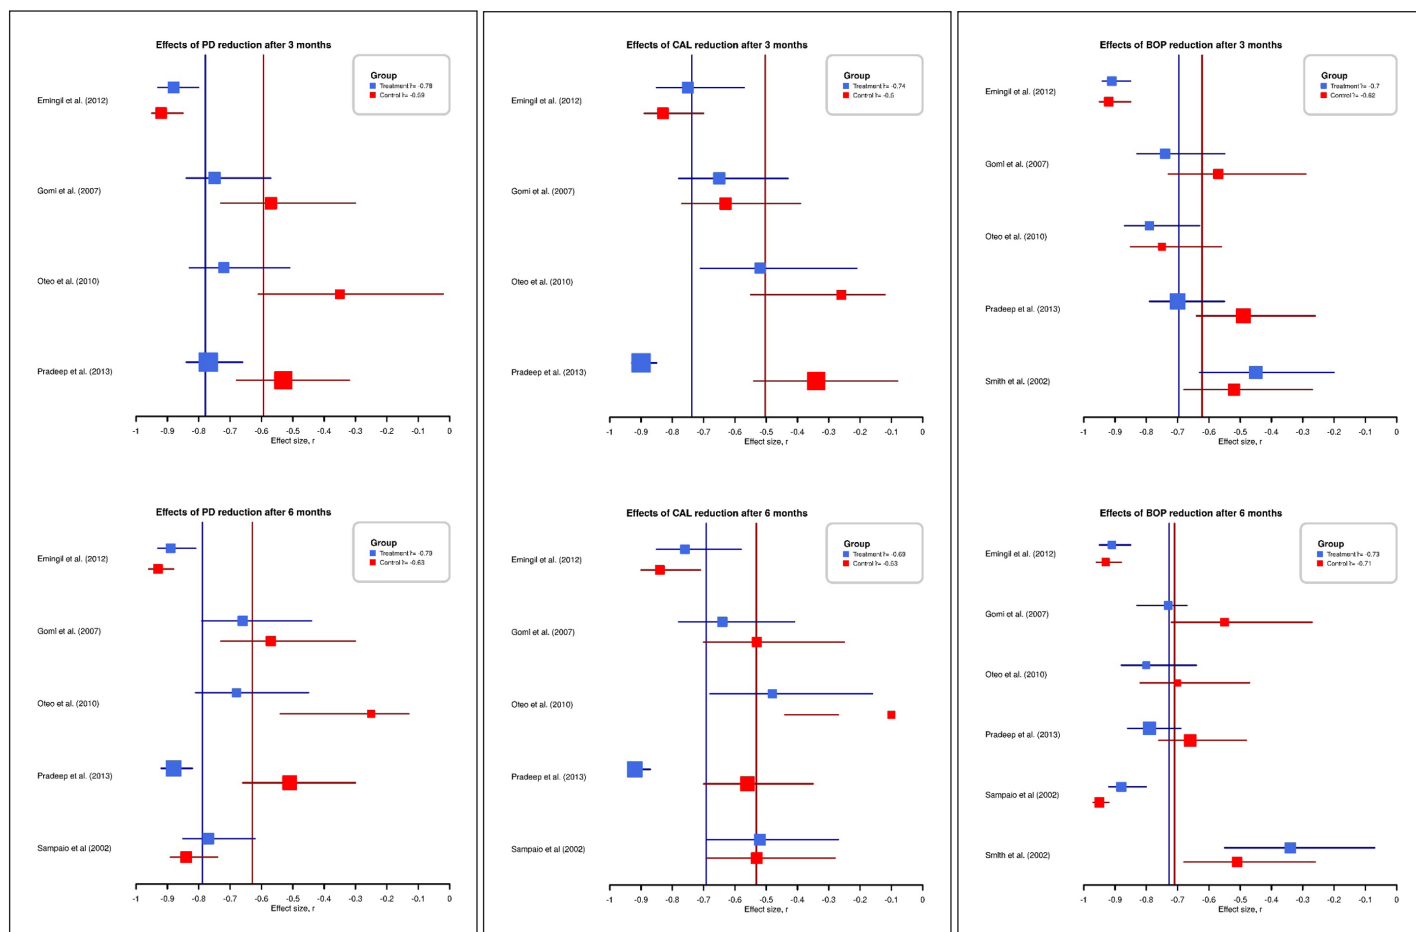 Effects of PD reduction after 3 months
Group
Treatment r= -0.78
Control r= -0.59
Emingil et al. (2012)
Gomi et al. (2007)
Oteo et al. (2010)
Pradeep et al. (2013)
-1 -0.9 -0.8 -0.7 -0.6 -0.5 -0.4 -0.3 -0.2 -0.1 0
Effect size, r
Effects of CAL reduction after 3 months
Group
Treatment r= -0.74
Control r= -0.5
Emingil et al. (2012)
Gomi et al. (2007)
Oteo et al. (2010)
Pradeep et al. (2013)
-1 -0.9 -0.8 -0.7 -0.6 -0.5 -0.4 -0.3 -0.2 -0.1 0
Effect size, r
Effects of BOP reduction after 3 months
Group
Treatment r= -0.7
Control r= -0.62
Emingil et al. (2012)
Gomi et al. (2007)
Oteo et al. (2010)
Pradeep et al. (2013)
Smith et al. (2002)
-1 -0.9 -0.8 -0.7 -0.6 -0.5 -0.4 -0.3 -0.2 -0.1 0
Effect size, r
Effects of PD reduction after 6 months
Group
Treatment r= -0.79
Control r= -0.63
Emingil et al. (2012)
Gomi et al. (2007)
Oteo et al. (2010)
Pradeep et al. (2013)
Sampaio et al (2002)
-1 -0.9 -0.8 -0.7 -0.6 -0.5 -0.4 -0.3 -0.2 -0.1 0
Effect size, r
Effects of CAL reduction after 6 months
Group
Treatment r= -0.69
Control r= -0.53
Emingil et al. (2012)
Gomi et al. (2007)
Oteo et al. (2010)
Pradeep et al. (2013)
Sampaio et al (2002)
-1 -0.9 -0.8 -0.7 -0.6 -0.5 -0.4 -0.3 -0.2 -0.1 0
Effect size, r
Effects of BOP reduction after 6 months
Group
Treatment r= -0.73
Control r= -0.71
Emingil et al. (2012)
Gomi et al. (2007)
Oteo et al. (2010)
Pradeep et al. (2013)
Sampaio et al (2002)
Smith et al. (2002)
-1 -0.9 -0.8 -0.7 -0.6 -0.5 -0.4 -0.3 -0.2 -0.1 0
Effect size, r